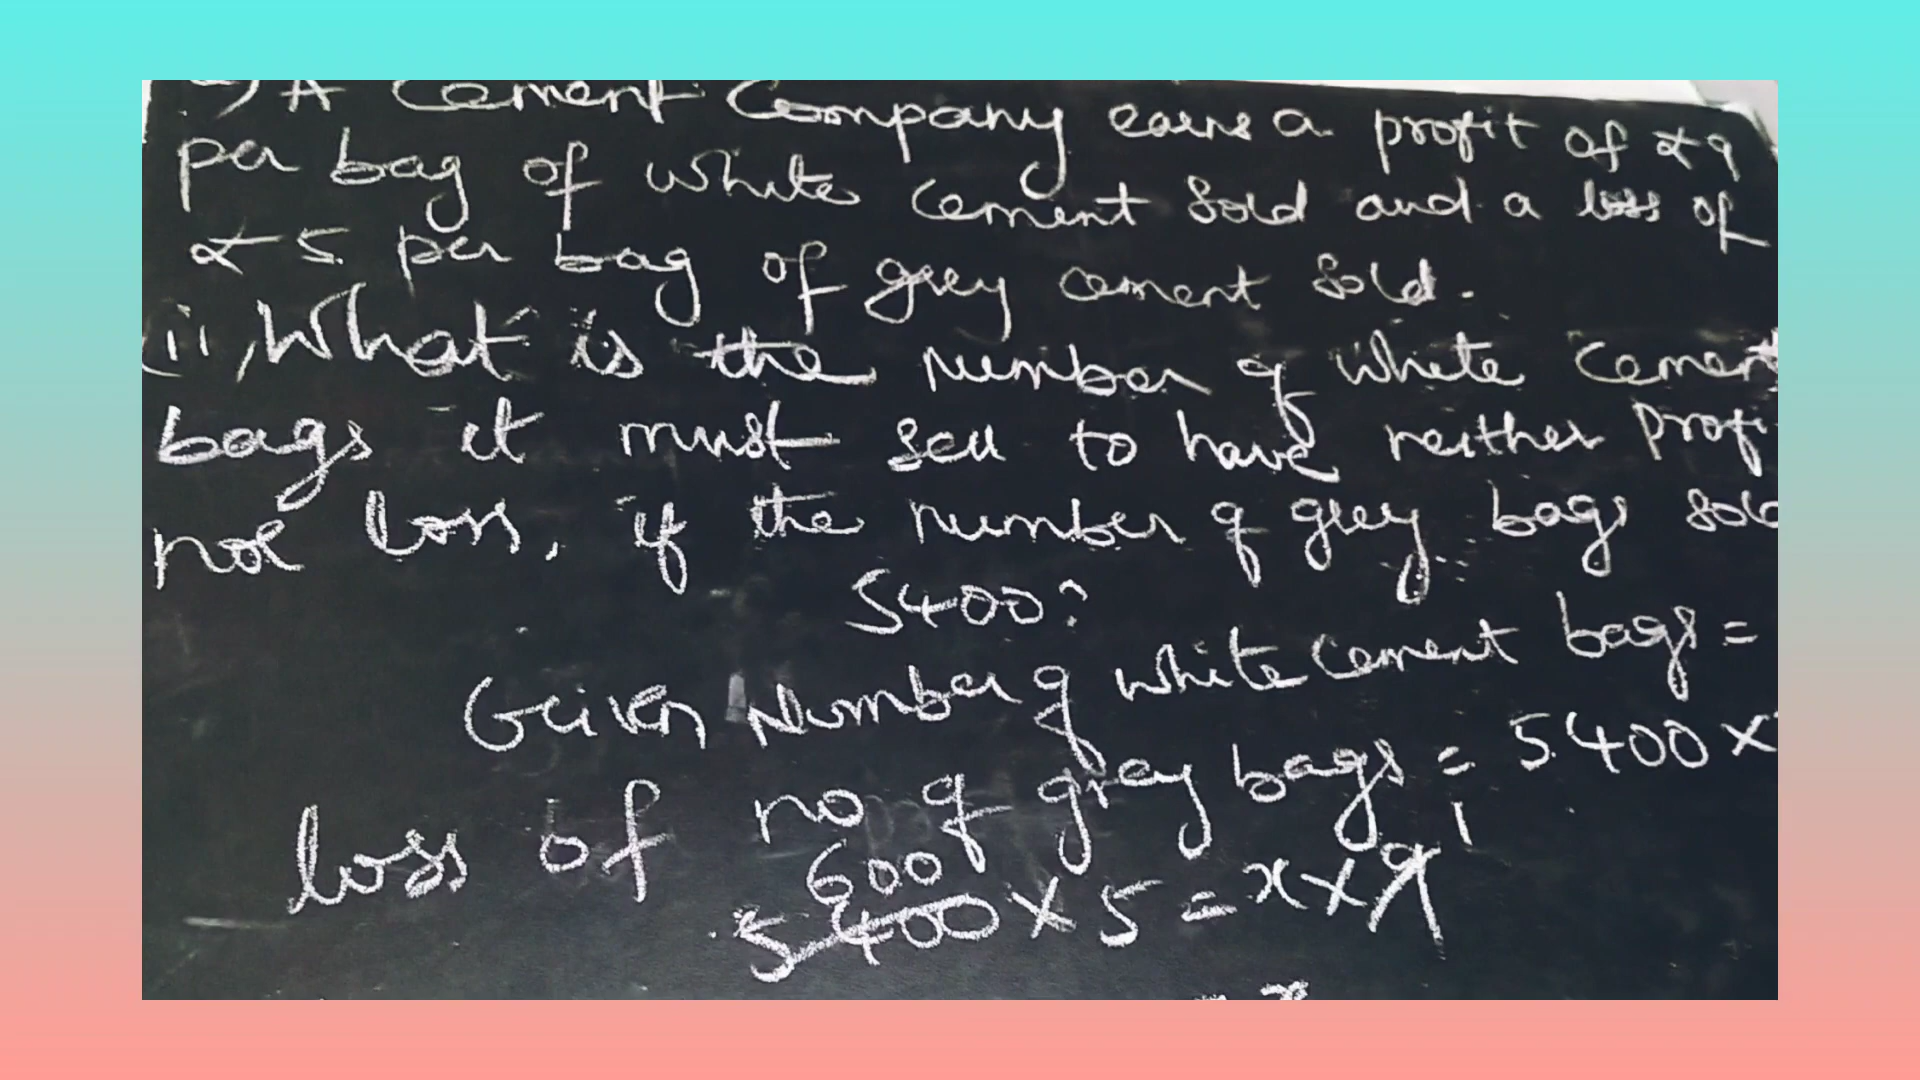 A Cement Company earns a profit of ₹ 9
per bag of white cement sold and a loss of
₹ 5 per bag of grey cement sold.
(ii, What is the number of white cement
bags it must sell to have neither profi
nor loss, if the number of grey bags sold
5400?
Given Number of white cement bags =
loss of no of grey bags = 5400 ×
600 1
5400 × 5 = x × 9
x